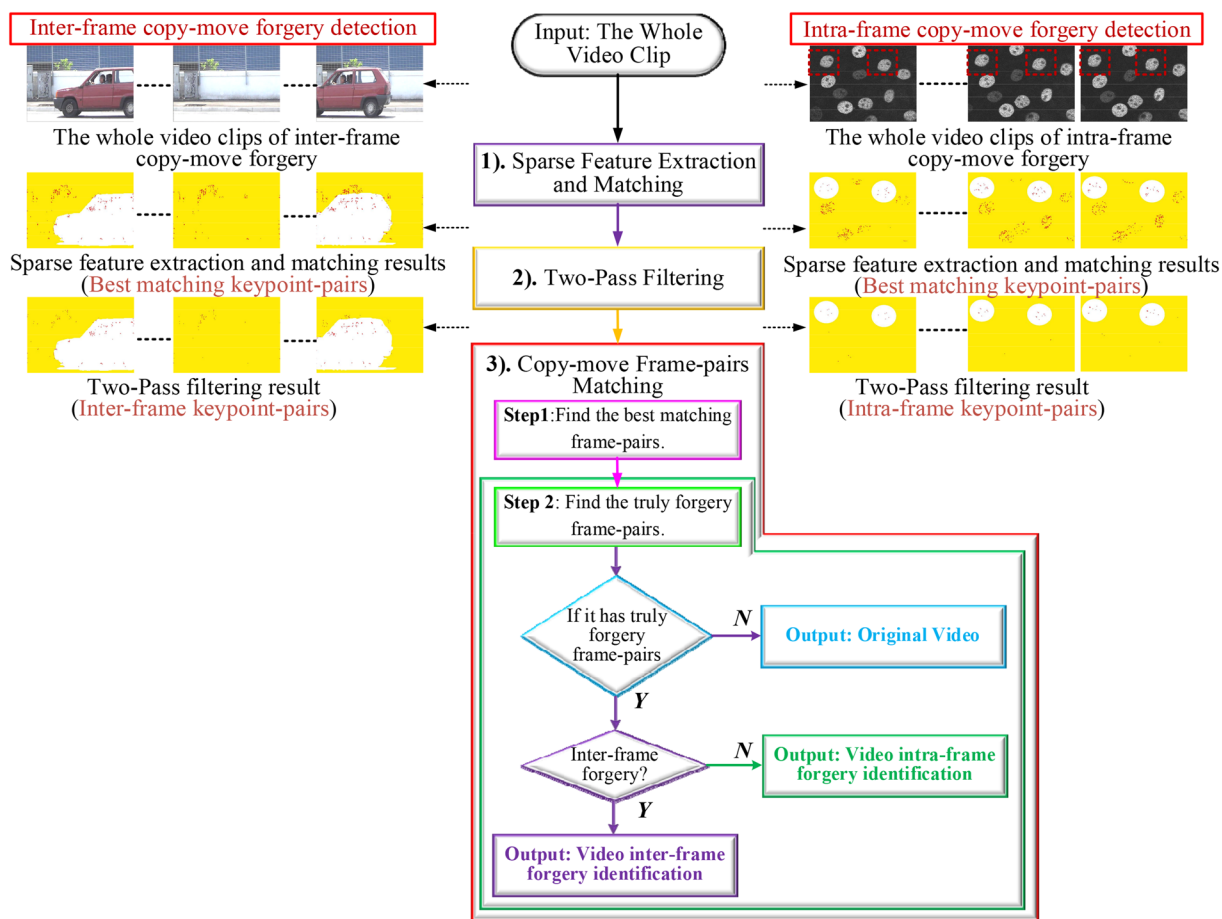 Inter-frame copy-move forgery detection
The whole video clips of inter-frame
copy-move forgery
Sparse feature extraction and matching results
(Best matching keypoint-pairs)
Two-Pass filtering result
(Inter-frame keypoint-pairs)
Input: The Whole
Video Clip
1). Sparse Feature Extraction
and Matching
2). Two-Pass Filtering
3). Copy-move Frame-pairs
Matching
Step1:Find the best matching
frame-pairs.
Step 2: Find the truly forgery
frame-pairs.
If it has truly
forgery
frame-pairs
N
Output: Original Video
Y
Inter-frame
forgery?
N
Output: Video intra-frame
forgery identification
Y
Output: Video inter-frame
forgery identification
Intra-frame copy-move forgery detection
The whole video clips of intra-frame
copy-move forgery
Sparse feature extraction and matching results
(Best matching keypoint-pairs)
Two-Pass filtering result
(Intra-frame keypoint-pairs)